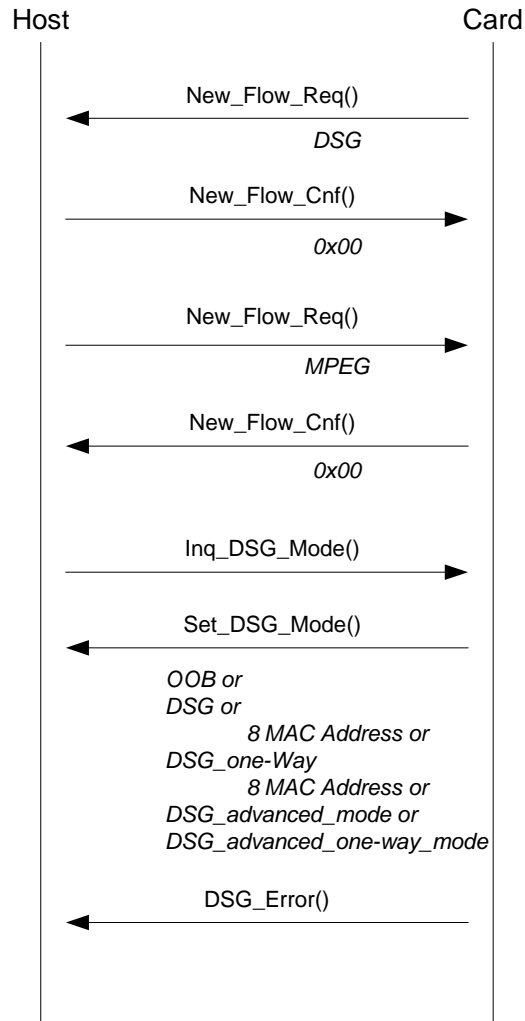 Host Card
New_Flow_Req()
DSG
New_Flow_Cnf()
0x00
New_Flow_Req()
MPEG
New_Flow_Cnf()
0x00
Inq_DSG_Mode()
Set_DSG_Mode()
OOB or
DSG or
8 MAC Address or
DSG_one-Way
8 MAC Address or
DSG_advanced_mode or
DSG_advanced_one-way_mode
DSG_Error()